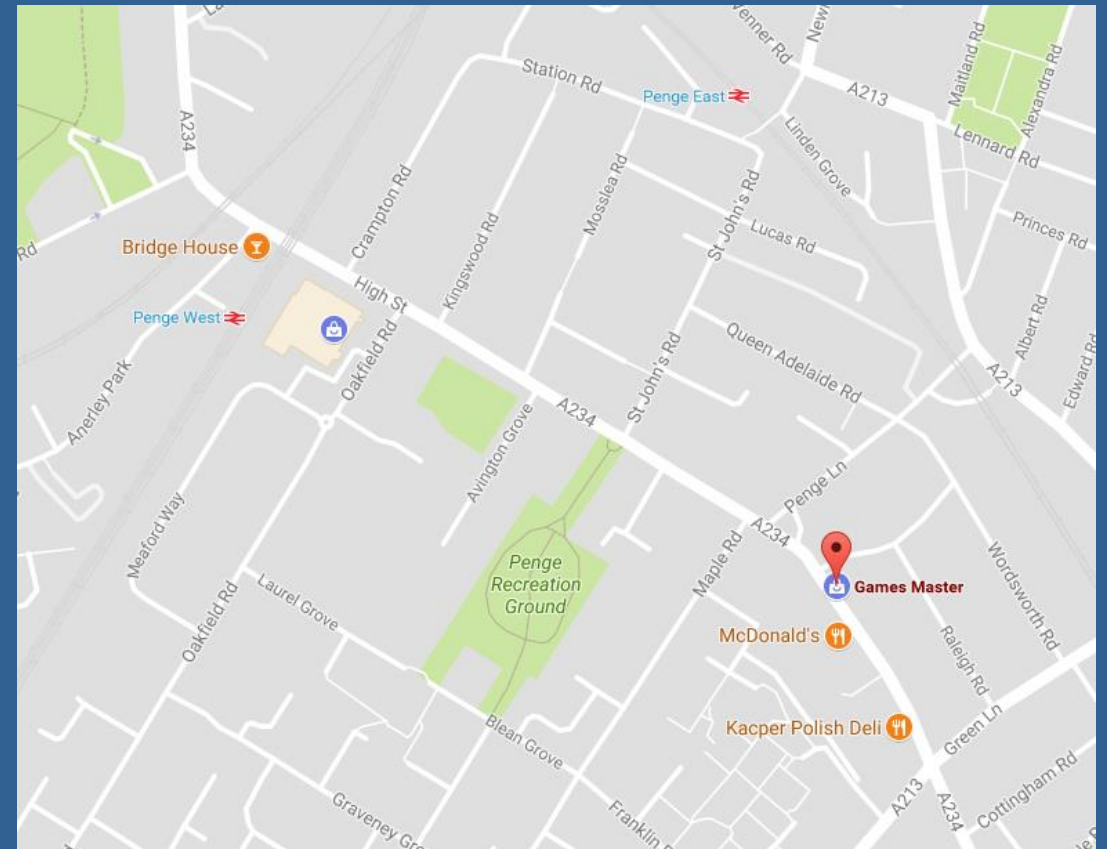 Venner Rd
Station Rd
Penge East
A213
Maitland Rd
Alexandra Rd
Lennard Rd
A234
Linden Grove
Crampton Rd
Mosslea Rd
St John's Rd
Kingswood Rd
Lucas Rd
Princes Rd
Rd
Bridge House
High St
Penge West
Albert Rd
Edward Rd
Queen Adelaide Rd
St John's Rd
Oakfield Rd
Anerley Park
A213
A234
Avington Grove
Penge Ln
Meaford Way
A234
Maple Rd
Penge
Recreation
Ground
Games Master
Wordsworth Rd
Laurel Grove
Oakfield Rd
McDonald's
Raleigh Rd
Kacper Polish Deli
Green Ln
Blean Grove
Cottingham Rd
A213
A234
Graveney
Franklin